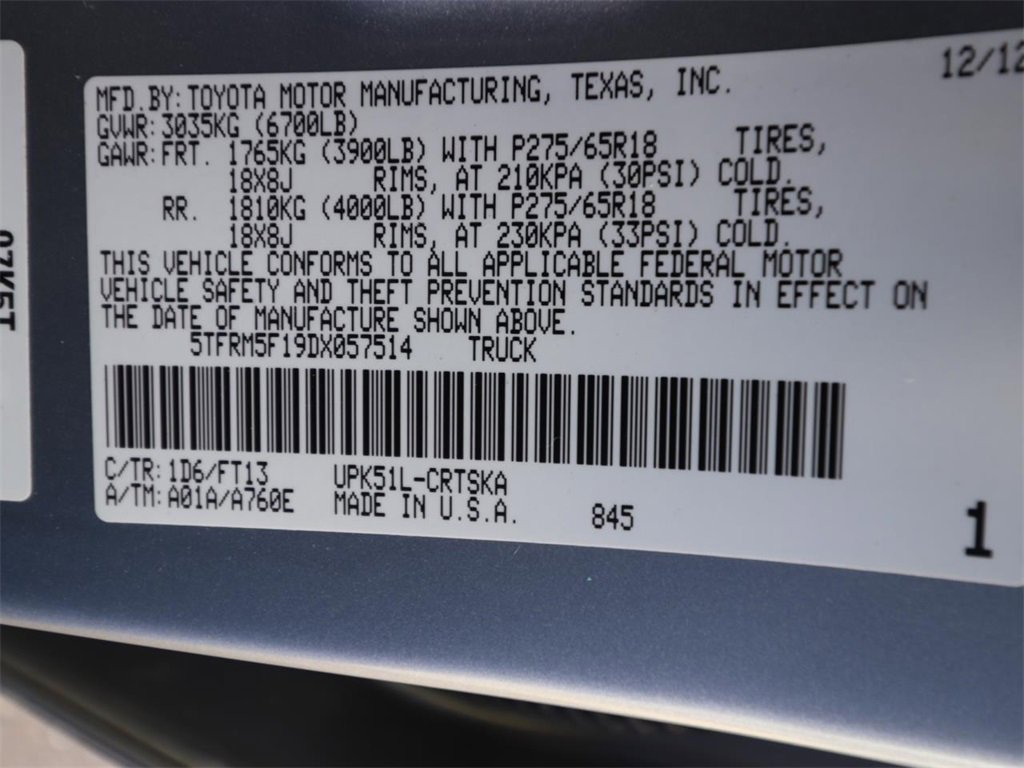 12/12
MFD.BY:TOYOTA MOTOR MANUFACTURING, TEXAS, INC.
GVWR:3035KG (6700LB)
GAWR:FRT. 1765KG (3900LB) WITH P275/65R18 TIRES,
18X8J RIMS, AT 210KPA (30PSI) COLD.
RR. 1810KG (4000LB) WITH P275/65R18 TIRES,
18X8J RIMS, AT 230KPA (33PSI) COLD.
THIS VEHICLE CONFORMS TO ALL APPLICABLE FEDERAL MOTOR
VEHICLE SAFETY AND THEFT PREVENTION STANDARDS IN EFFECT ON
THE DATE OF MANUFACTURE SHOWN ABOVE.
5TFRM5F19DX057514 TRUCK
C/TR:1D6/FT13 UPK51L-CRTSKA
A/TM:A01A/A760E MADE IN U.S.A. 845
1
07K5T